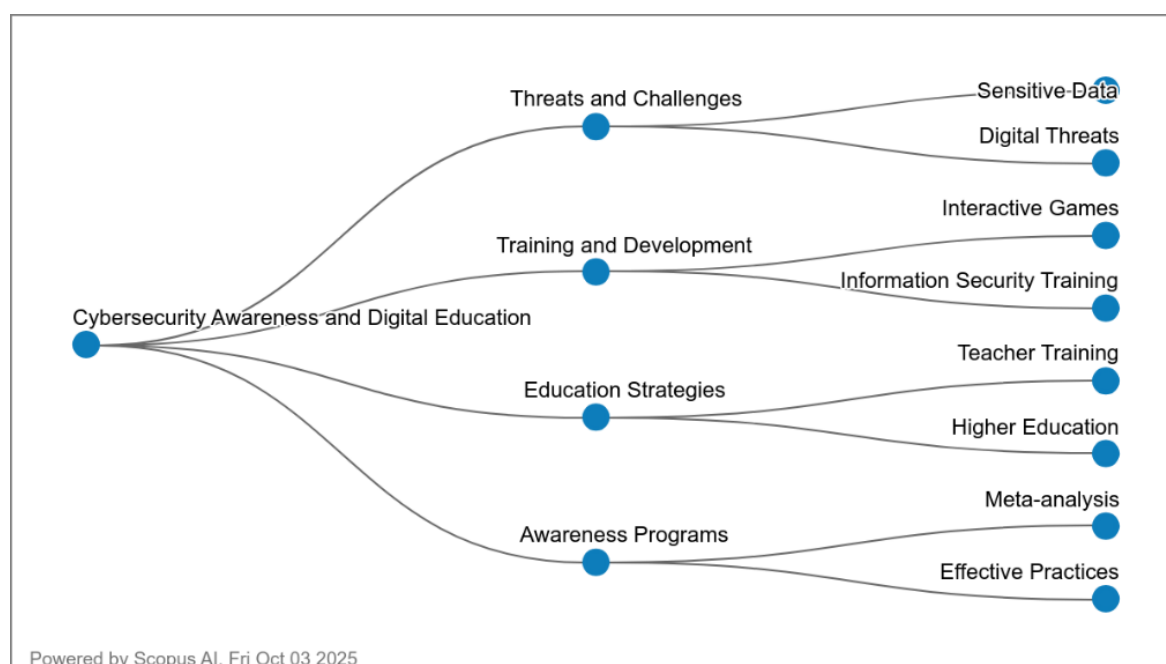 Threats and Challenges
Sensitive Data
Digital Threats
Training and Development
Interactive Games
Information Security Training
Cybersecurity Awareness and Digital Education
Education Strategies
Teacher Training
Higher Education
Awareness Programs
Meta-analysis
Effective Practices
Powered by Scopus AI, Fri Oct 03 2025